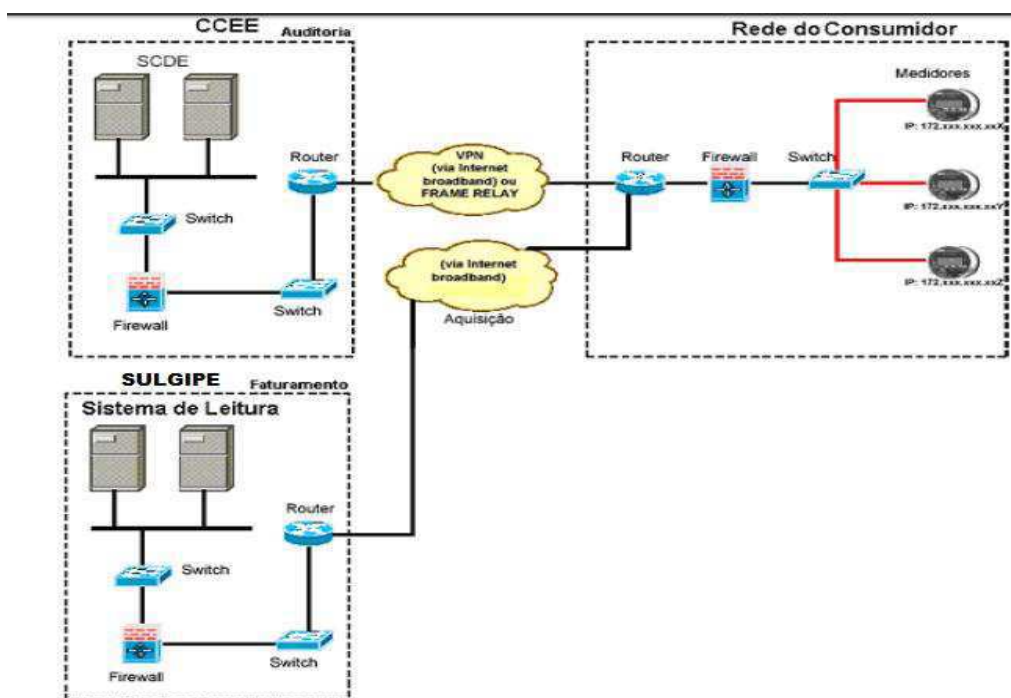 CCEE
Auditoria
SCDE
Switch
Firewall
Switch
Router
VPN
(via Internet
broadband) ou
FRAME RELAY
(via Internet
broadband)
Aquisição
Rede do Consumidor
Medidores
Router
Firewall
Switch
IP: 172.xxx.xxx.xxX
IP: 172.xxx.xxx.xxY
IP: 172.xxx.xxx.xxZ
SULGIPE
Faturamento
Sistema de Leitura
Router
Switch
Firewall
Switch